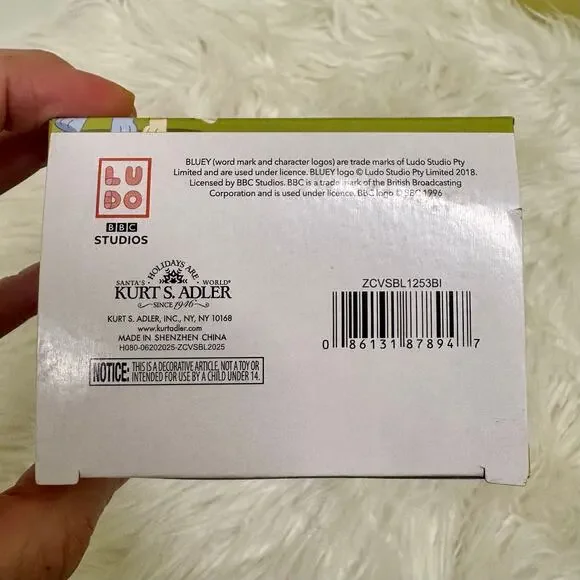 LU
DO
BBC
STUDIOS
BLUEY (word mark and character logos) are trade marks of Ludo Studio Pty
Limited and are used under licence. BLUEY logo © Ludo Studio Pty Limited 2018.
Licensed by BBC Studios. BBC is a trade mark of the British Broadcasting
Corporation and is used under licence. BBC logo © BBC 1996
HOLIDAYS ARE
SANTA'S WORLD®
KURT S. ADLER
SINCE 1946
KURT S. ADLER, INC., NY, NY 10168
www.kurtadler.com
MADE IN SHENZHEN CHINA
H080-06202025-ZCVSBL2025
NOTICE: THIS IS A DECORATIVE ARTICLE, NOT A TOY OR
INTENDED FOR USE BY A CHILD UNDER 14.
ZCVSBL1253BI
0 86131 87894 7